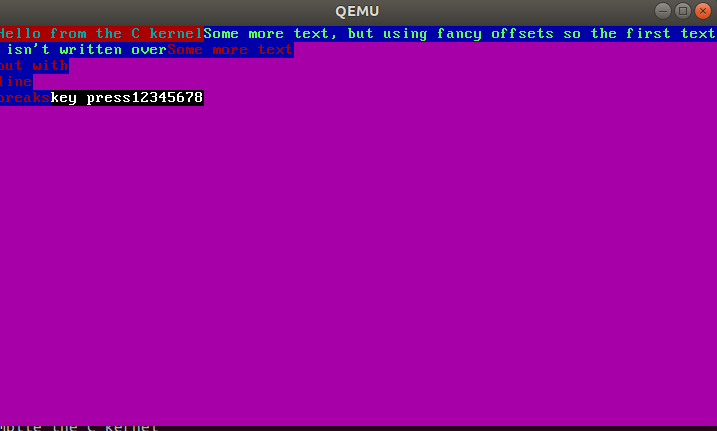 QEMU
Hello from the C kernelSome more text, but using fancy offsets so the first text
isn't written overSome more text
but with
line
breakskey press12345678
mpile the C kernel